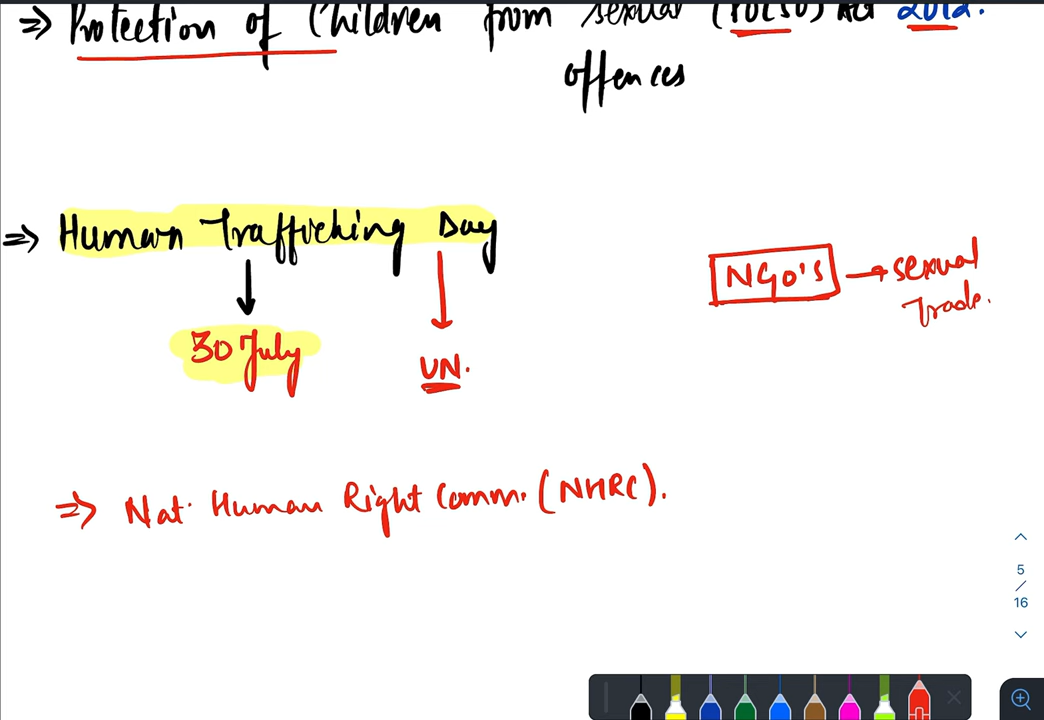 => Protection of Children from sexual (POCSO) Act 2012.
offences
=> Human Trafficking Day
30 July
UN.
NGO's → sexual
Trade.
=> Nat. Human Right Comm. (NHRC).
5
/
16